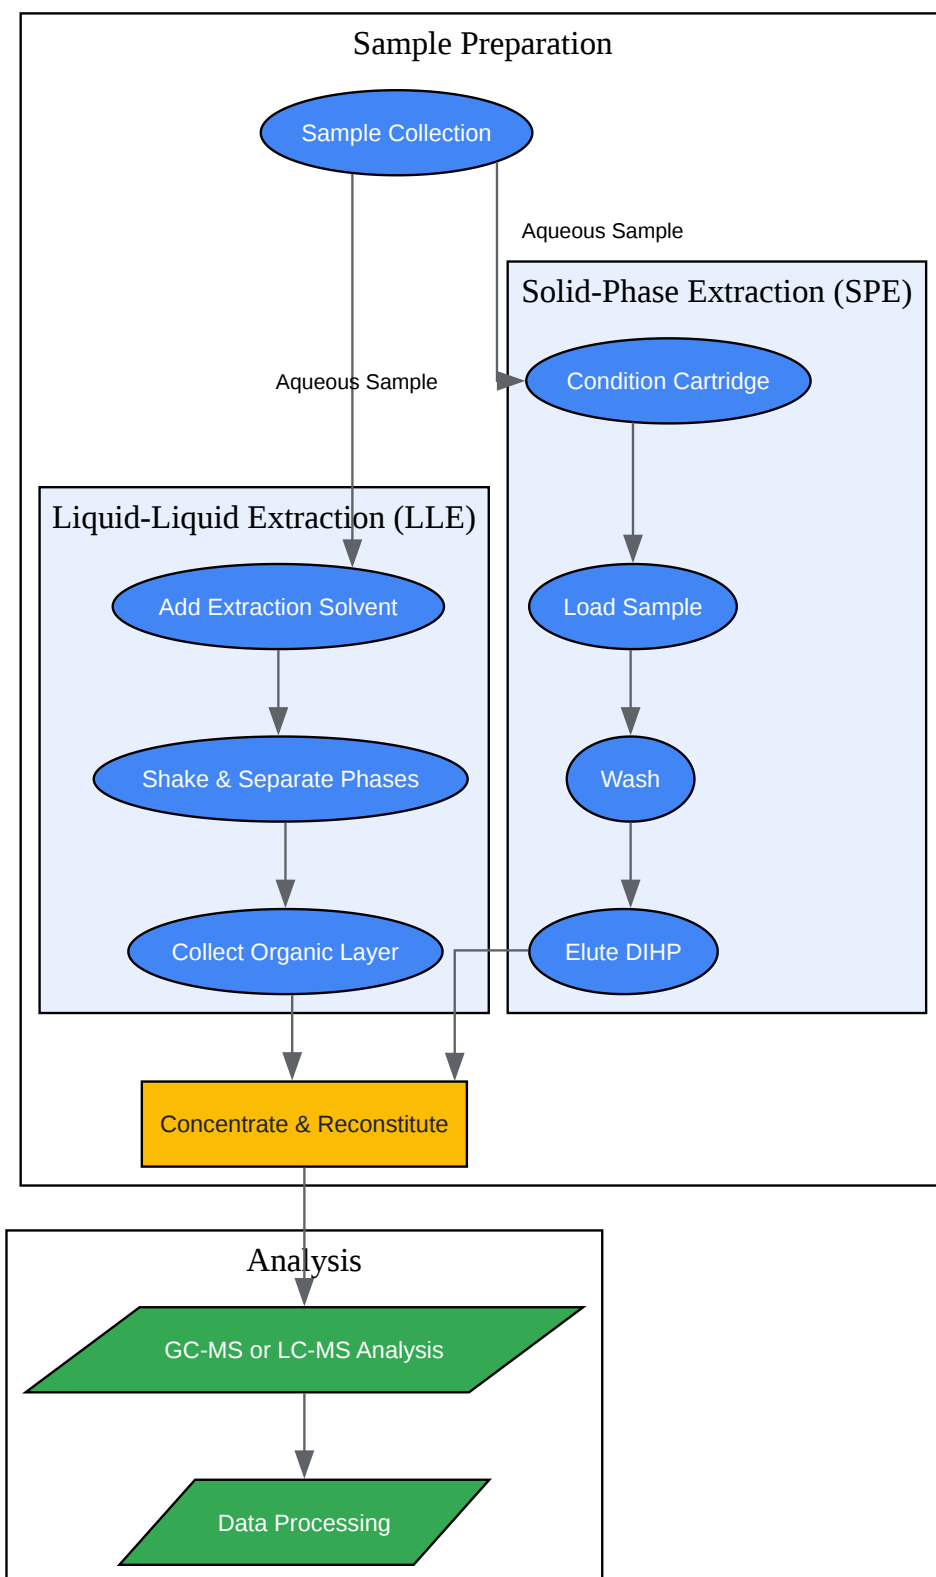 Sample Preparation
Sample Collection
Aqueous Sample
Solid-Phase Extraction (SPE)
Condition Cartridge
Aqueous Sample
Liquid-Liquid Extraction (LLE)
Add Extraction Solvent
Load Sample
Shake & Separate Phases
Wash
Collect Organic Layer
Elute DIHP
Concentrate & Reconstitute
Analysis
GC-MS or LC-MS Analysis
Data Processing